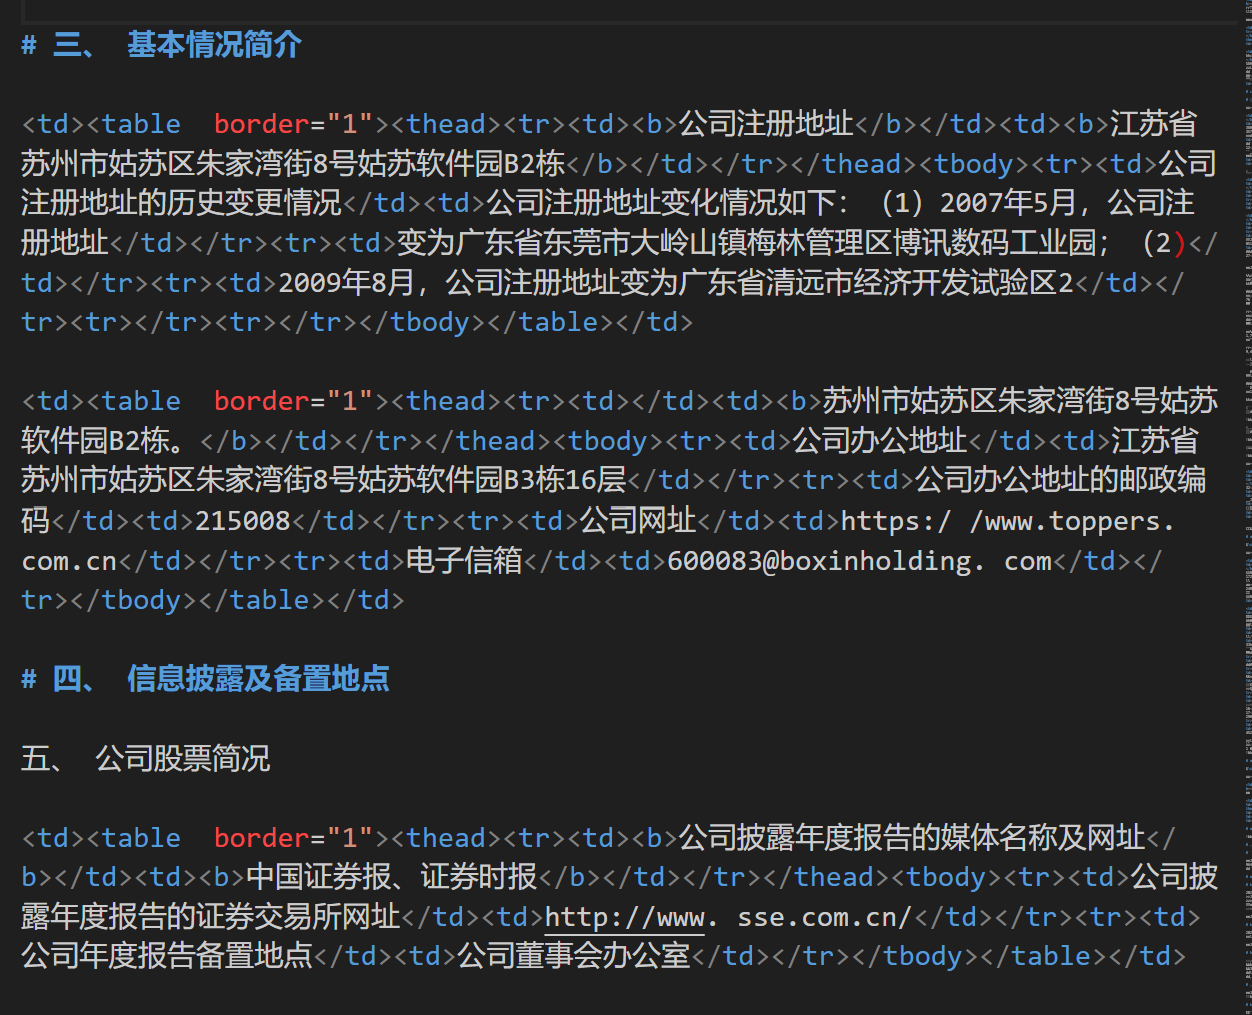 # 三、 基本情况简介
<td><table  border="1"><thead><tr><td><b>公司注册地址</b></td><td><b>江苏省
苏州市姑苏区朱家湾街8号姑苏软件园B2栋</b></td></tr></thead><tbody><tr><td>公司
注册地址的历史变更情况</td><td>公司注册地址变化情况如下：（1）2007年5月，公司注
册地址</td></tr><tr><td>变为广东省东莞市大岭山镇梅林管理区博讯数码工业园；（2)</
td></tr><tr><td>2009年8月，公司注册地址变为广东省清远市经济开发试验区2</td></
tr><tr></tr><tr></tr></tbody></table></td>
<td><table  border="1"><thead><tr><td></td><td><b>苏州市姑苏区朱家湾街8号姑苏
软件园B2栋。</b></td></tr></thead><tbody><tr><td>公司办公地址</td><td>江苏省
苏州市姑苏区朱家湾街8号姑苏软件园B3栋16层</td></tr><tr><td>公司办公地址的邮政编
码</td><td>215008</td></tr><tr><td>公司网址</td><td>https:/ /www.toppers.
com.cn</td></tr><tr><td>电子信箱</td><td>600083@boxinholding. com</td></
tr></tbody></table></td>
# 四、 信息披露及备置地点
五、 公司股票简况
<td><table  border="1"><thead><tr><td><b>公司披露年度报告的媒体名称及网址</
b></td><td><b>中国证券报、证券时报</b></td></tr></thead><tbody><tr><td>公司披
露年度报告的证券交易所网址</td><td>http://www. sse.com.cn/</td></tr><tr><td>
公司年度报告备置地点</td><td>公司董事会办公室</td></tr></tbody></table></td>